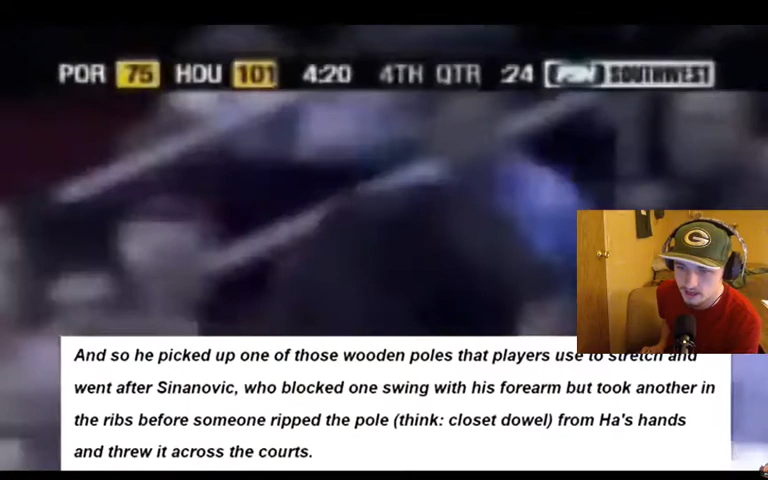 POR 75 HOU 101 4:20 4TH QTR :24 FSN SOUTHWEST
G
And so he picked up one of those wooden poles that players use to stretch and
went after Sinanovic, who blocked one swing with his forearm but took another in
the ribs before someone ripped the pole (think: closet dowel) from Ha's hands
and threw it across the courts.